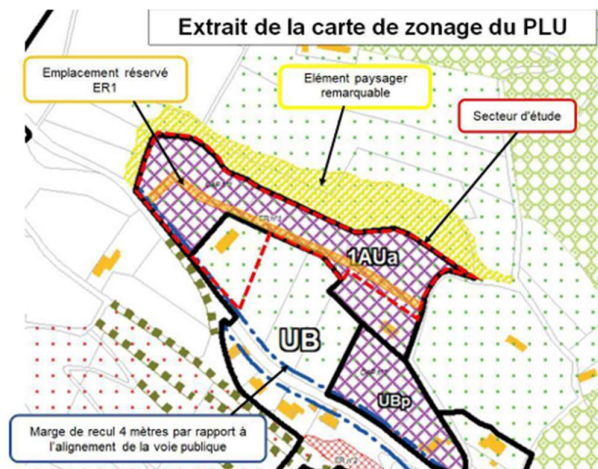 Extrait de la carte de zonage du PLU
Emplacement réservé
ER1
Elément paysager
remarquable
Secteur d'étude
1AUa
UB
UBp
Marge de recul 4 mètres par rapport à
l'alignement de la voie publique